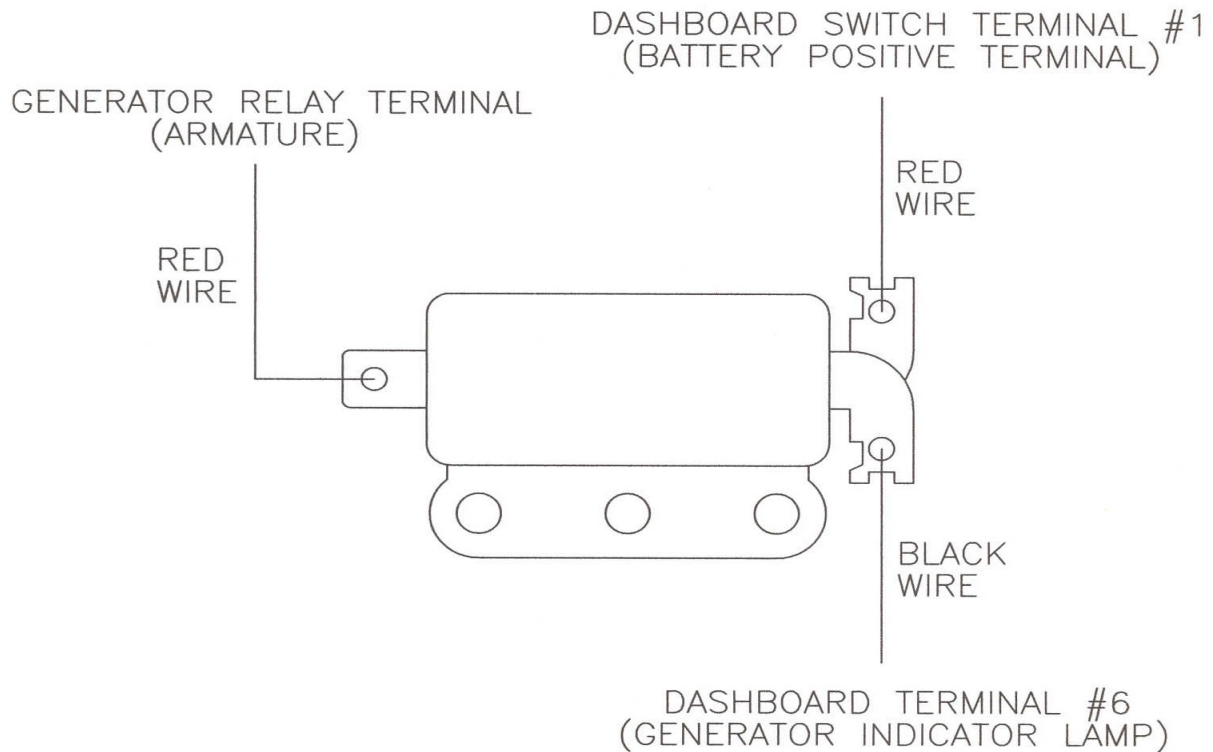 DASHBOARD SWITCH TERMINAL #1
(BATTERY POSITIVE TERMINAL)
GENERATOR RELAY TERMINAL
(ARMATURE)
RED
WIRE
RED
WIRE
BLACK
WIRE
DASHBOARD TERMINAL #6
(GENERATOR INDICATOR LAMP)